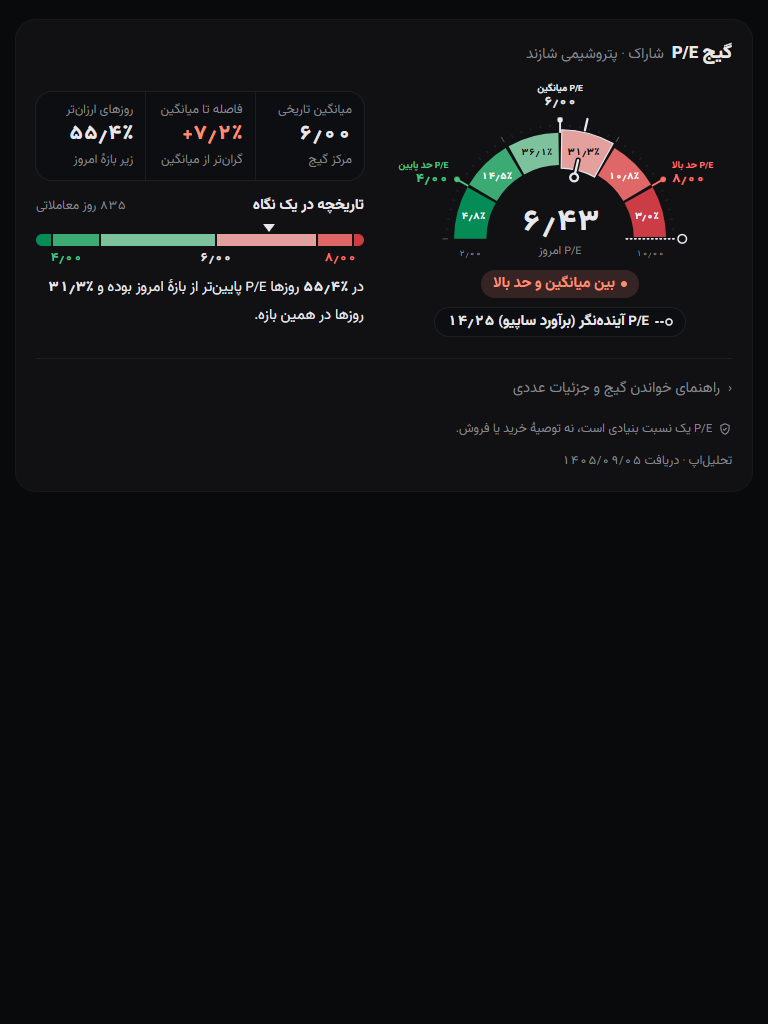 گیج P/E شاراک · پتروشیمی شازند
P/E میانگین
۶٫۰۰
P/E حد بالا
۸٫۰۰
P/E حد پایین
۴٫۰۰
۳٫۰٪
۱۰٫۸٪
۳۱٫۳٪
۳۶٫۱٪
۱۴٫۵٪
۴٫۸٪
۶٫۴۳
P/E امروز
۱۰٫۰۰
۲٫۰۰
بین میانگین و حد بالا
P/E آینده‌نگر (برآورد ساپیو) ۱۴٫۲۵
میانگین تاریخی
۶٫۰۰
مرکز گیج
فاصله تا میانگین
+۷٫۲٪
گران‌تر از میانگین
روزهای ارزان‌تر
۵۵٫۴٪
زیر بازهٔ امروز
تاریخچه در یک نگاه
۸۳۵ روز معاملاتی
۸٫۰۰
۶٫۰۰
۴٫۰۰
در ۵۵٫۴٪ روزها P/E پایین‌تر از بازهٔ امروز بوده و ۳۱٫۳٪
روزها در همین بازه.
راهنمای خواندن گیج و جزئیات عددی
P/E یک نسبت بنیادی است، نه توصیهٔ خرید یا فروش.
تحلیل‌اپ · دریافت ۱۴۰۵/۰۹/۰۵